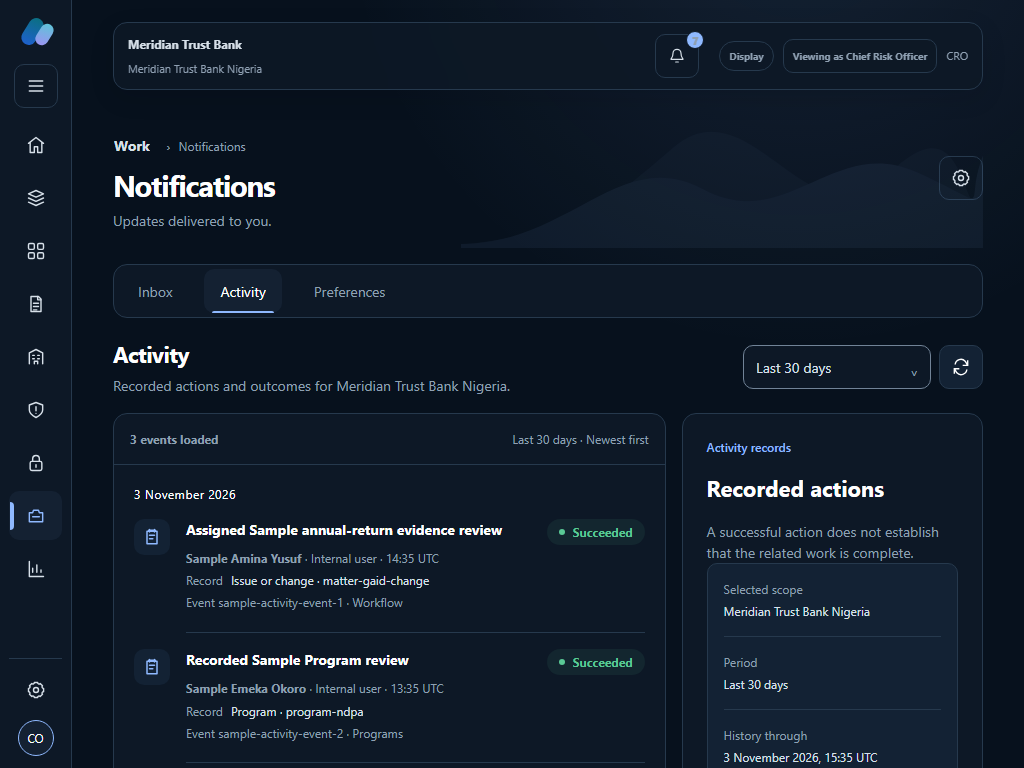 Meridian Trust Bank
Meridian Trust Bank Nigeria
7
Display
Viewing as Chief Risk Officer
CRO
Work › Notifications
Notifications
Updates delivered to you.
Inbox
Activity
Preferences
Activity
Recorded actions and outcomes for Meridian Trust Bank Nigeria.
Last 30 days
3 events loaded
Last 30 days · Newest first
3 November 2026
Assigned Sample annual-return evidence review
Succeeded
Sample Amina Yusuf · Internal user · 14:35 UTC
Record Issue or change · matter-gaid-change
Event sample-activity-event-1 · Workflow
Recorded Sample Program review
Succeeded
Sample Emeka Okoro · Internal user · 13:35 UTC
Record Program · program-ndpa
Event sample-activity-event-2 · Programs
Activity records
Recorded actions
A successful action does not establish
that the related work is complete.
Selected scope
Meridian Trust Bank Nigeria
Period
Last 30 days
History through
3 November 2026, 15:35 UTC
CO